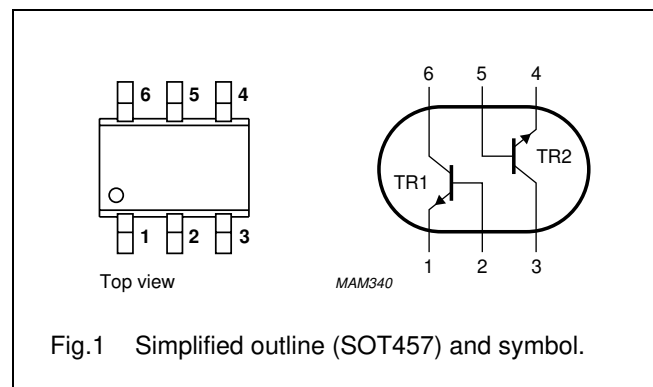 6 5 4
1 2 3
Top view
6 5 4
TR2
TR1
1 2 3
MAM340
Fig.1 Simplified outline (SOT457) and symbol.